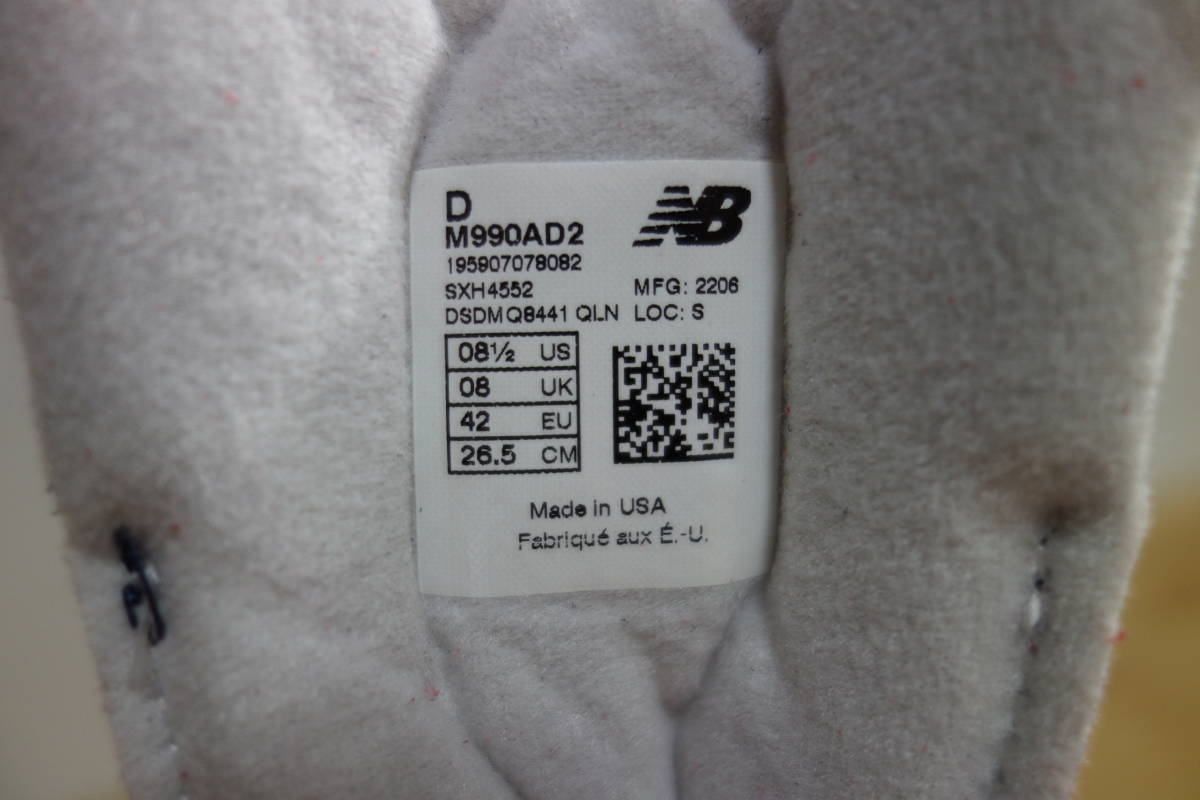 D
NB
M990AD2
195907078082
SXH4552 MFG: 2206
DSDMQ8441 QLN LOC: S
08½ US
08 UK
42 EU
26.5 CM
Made in USA
Fabriqué aux É.-U.